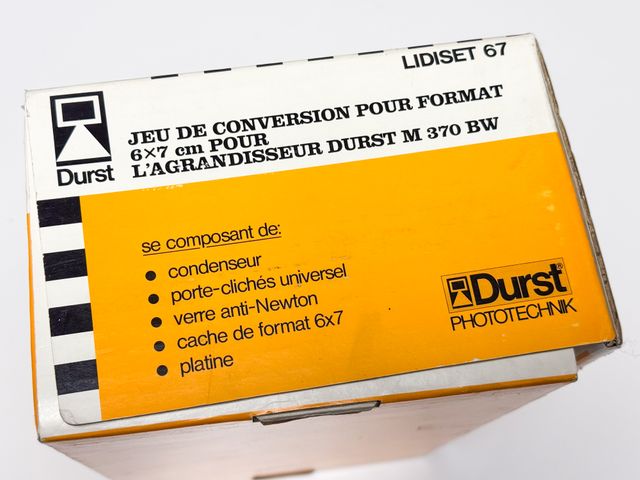 LIDISET 67
Durst
JEU DE CONVERSION POUR FORMAT
6×7 cm POUR
L'AGRANDISSEUR DURST M 370 BW
se composant de:
● condenseur
● porte-clichés universel
● verre anti-Newton
● cache de format 6x7
● platine
Durst®
PHOTOTECHNIK